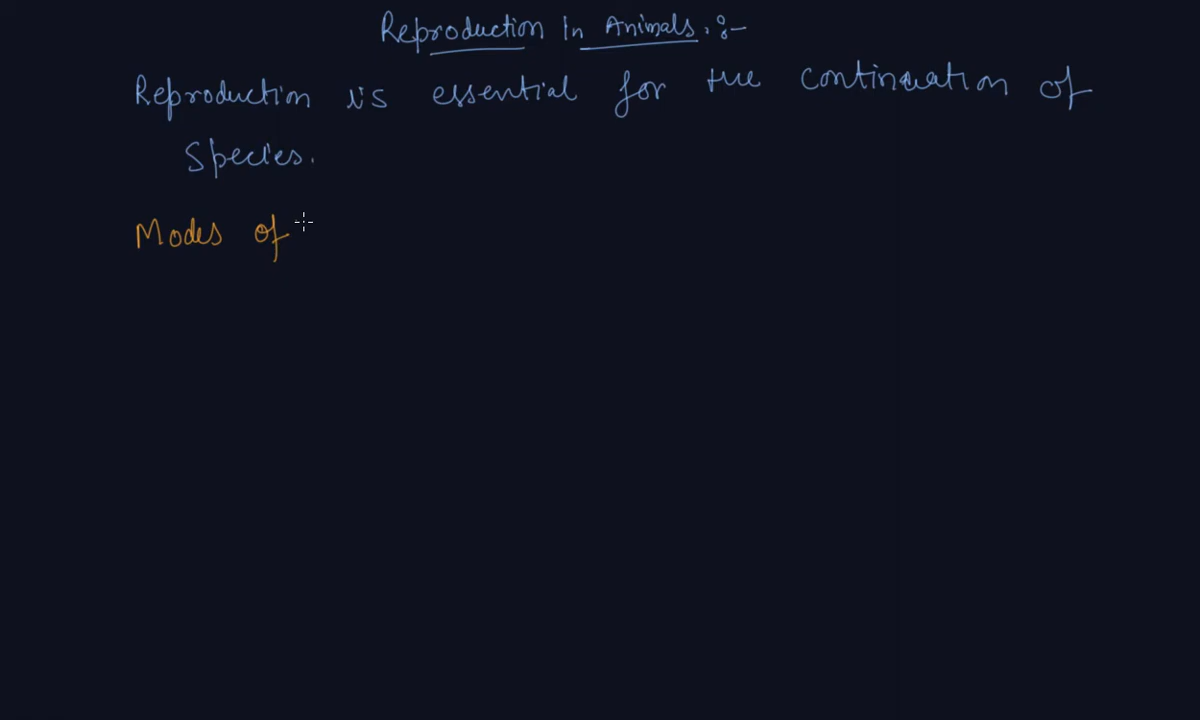 Reproduction In Animals.:-
Reproduction is essential for the continuation of
Species.
Modes of